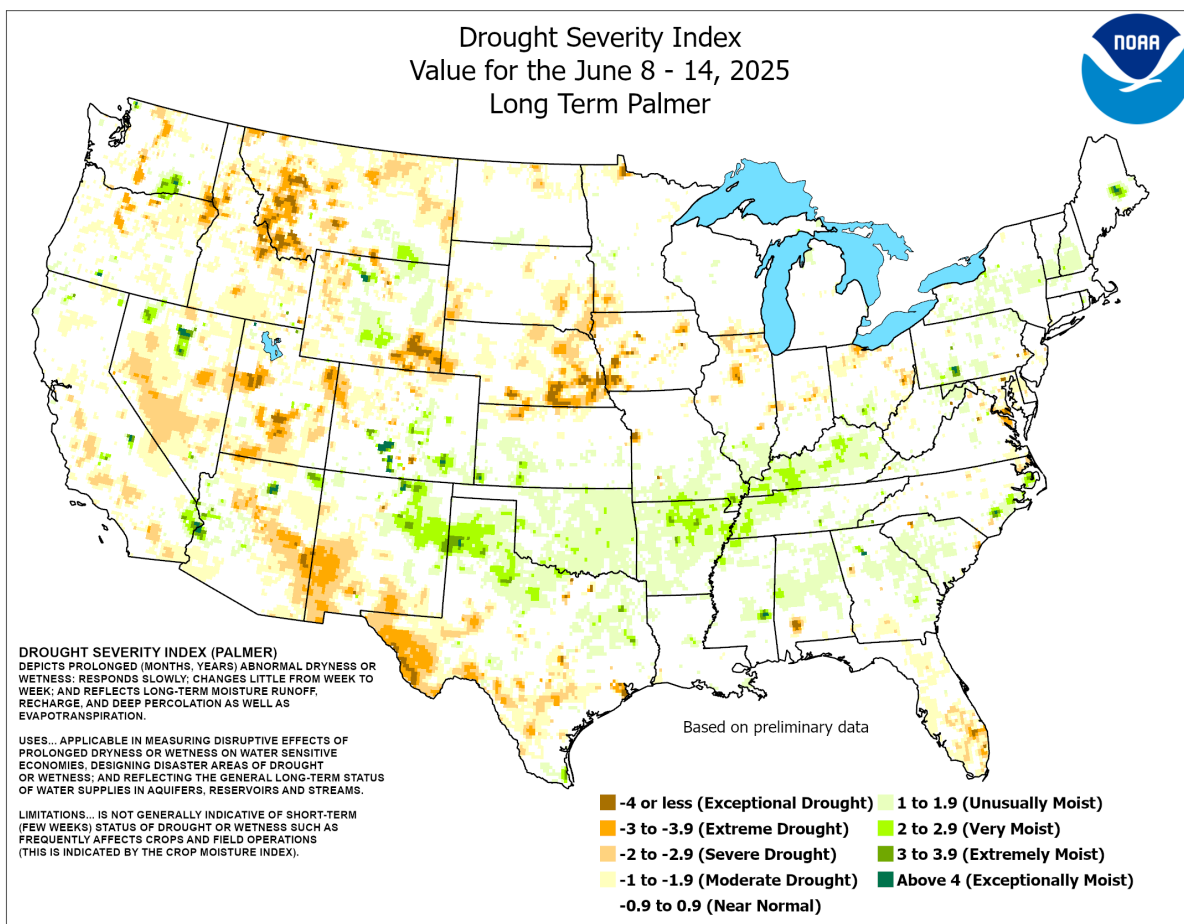 Drought Severity Index
Value for the June 8 - 14, 2025
Long Term Palmer
NOAA
DROUGHT SEVERITY INDEX (PALMER)
DEPICTS PROLONGED (MONTHS, YEARS) ABNORMAL DRYNESS OR
WETNESS: RESPONDS SLOWLY; CHANGES LITTLE FROM WEEK TO
WEEK; AND REFLECTS LONG-TERM MOISTURE RUNOFF,
RECHARGE, AND DEEP PERCOLATION AS WELL AS
EVAPOTRANSPIRATION.
USES... APPLICABLE IN MEASURING DISRUPTIVE EFFECTS OF
PROLONGED DRYNESS OR WETNESS ON WATER SENSITIVE
ECONOMIES, DESIGNING DISASTER AREAS OF DROUGHT
OR WETNESS; AND REFLECTING THE GENERAL LONG-TERM STATUS
OF WATER SUPPLIES IN AQUIFERS, RESERVOIRS AND STREAMS.
LIMITATIONS... IS NOT GENERALLY INDICATIVE OF SHORT-TERM
(FEW WEEKS) STATUS OF DROUGHT OR WETNESS SUCH AS
FREQUENTLY AFFECTS CROPS AND FIELD OPERATIONS
(THIS IS INDICATED BY THE CROP MOISTURE INDEX).
Based on preliminary data
-4 or less (Exceptional Drought)
-3 to -3.9 (Extreme Drought)
-2 to -2.9 (Severe Drought)
-1 to -1.9 (Moderate Drought)
-0.9 to 0.9 (Near Normal)
1 to 1.9 (Unusually Moist)
2 to 2.9 (Very Moist)
3 to 3.9 (Extremely Moist)
Above 4 (Exceptionally Moist)